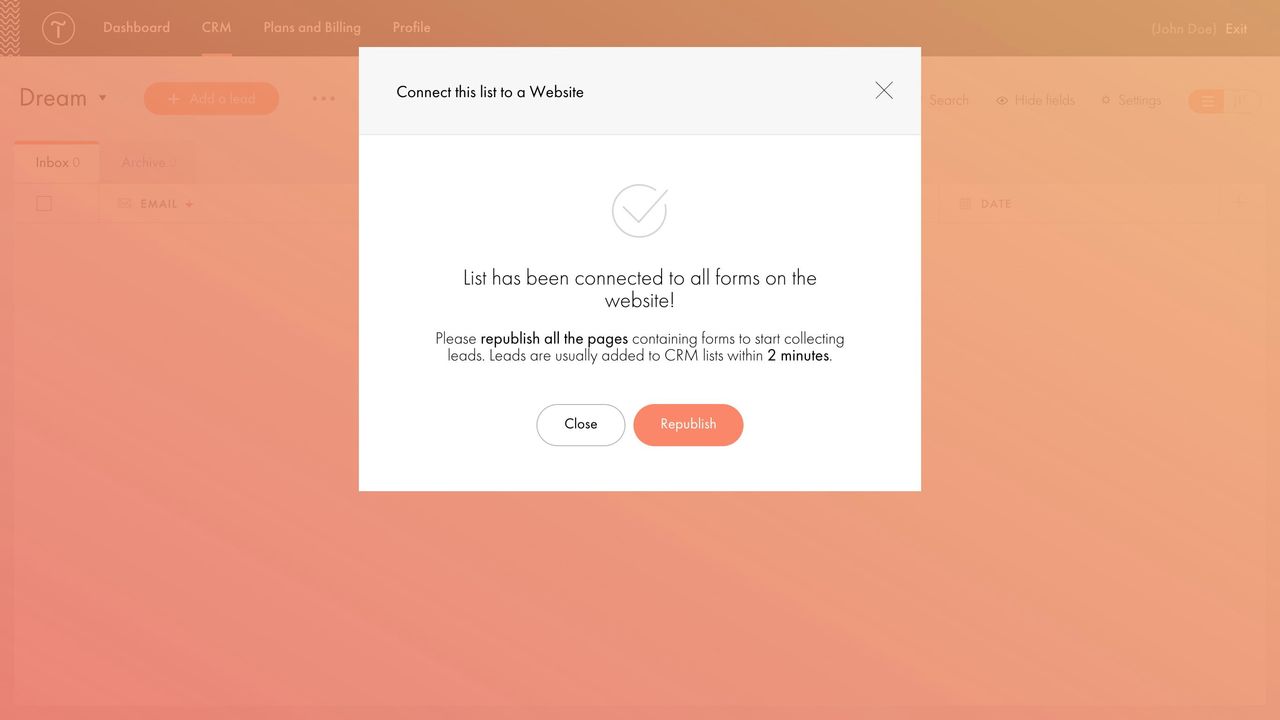 Dashboard CRM Plans and Billing Profile (John Doe) Exit
Connect this list to a Website
Dream + Add a lead Search Hide fields Settings
Inbox 0 Archive 0
EMAIL DATE
List has been connected to all forms on the
website!
Please republish all the pages containing forms to start collecting
leads. Leads are usually added to CRM lists within 2 minutes.
Close Republish